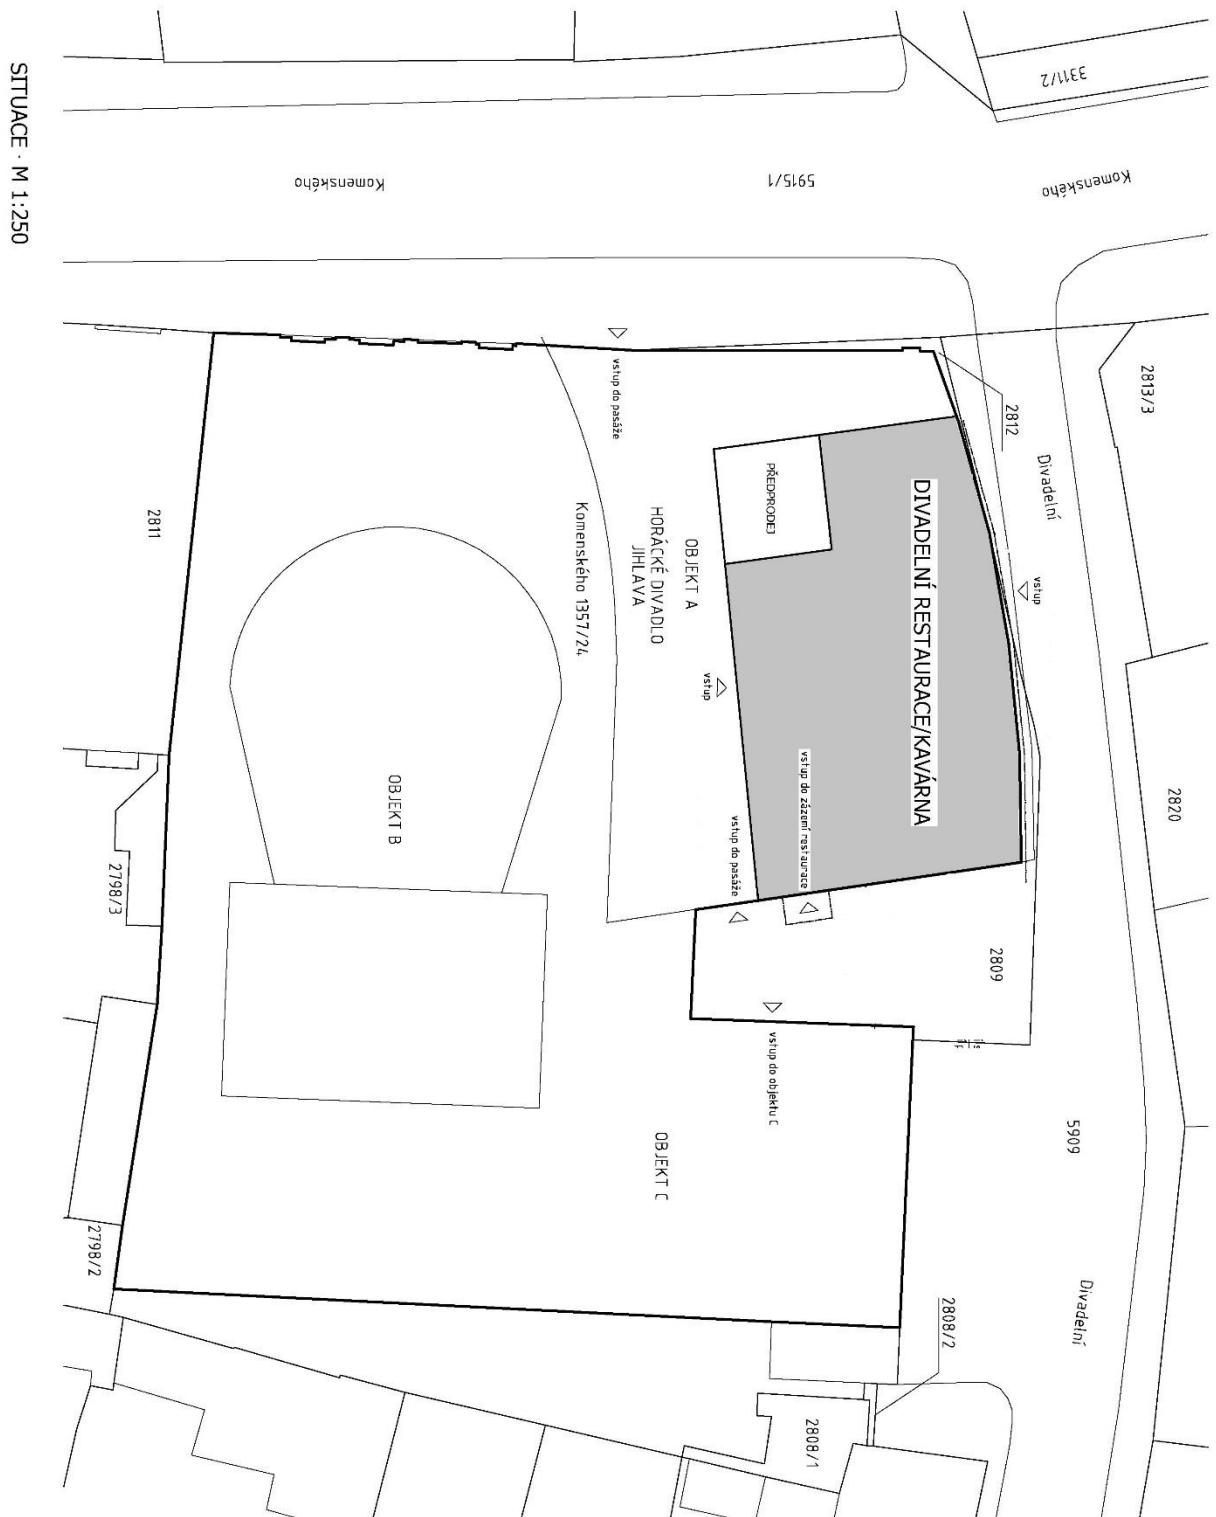 SITUACE - M 1:250
3311/2
Komenského
5915/1
Komenského
2813/3
2812
Divadelní
vstup
vstup do pasáže
PŘEDPRODEJ
DIVADELNÍ RESTAURACE/KAVÁRNA
OBJEKT A
HORÁCKÉ DIVADLO
JIHLAVA
Komenského 1357/24
2811
vstup
vstup do zázemí restaurace
vstup do pasáže
2820
OBJEKT B
2798/3
2809
vstup do objektu C
5909
OBJEKT C
2798/2
Divadelní
2808/2
2808/1